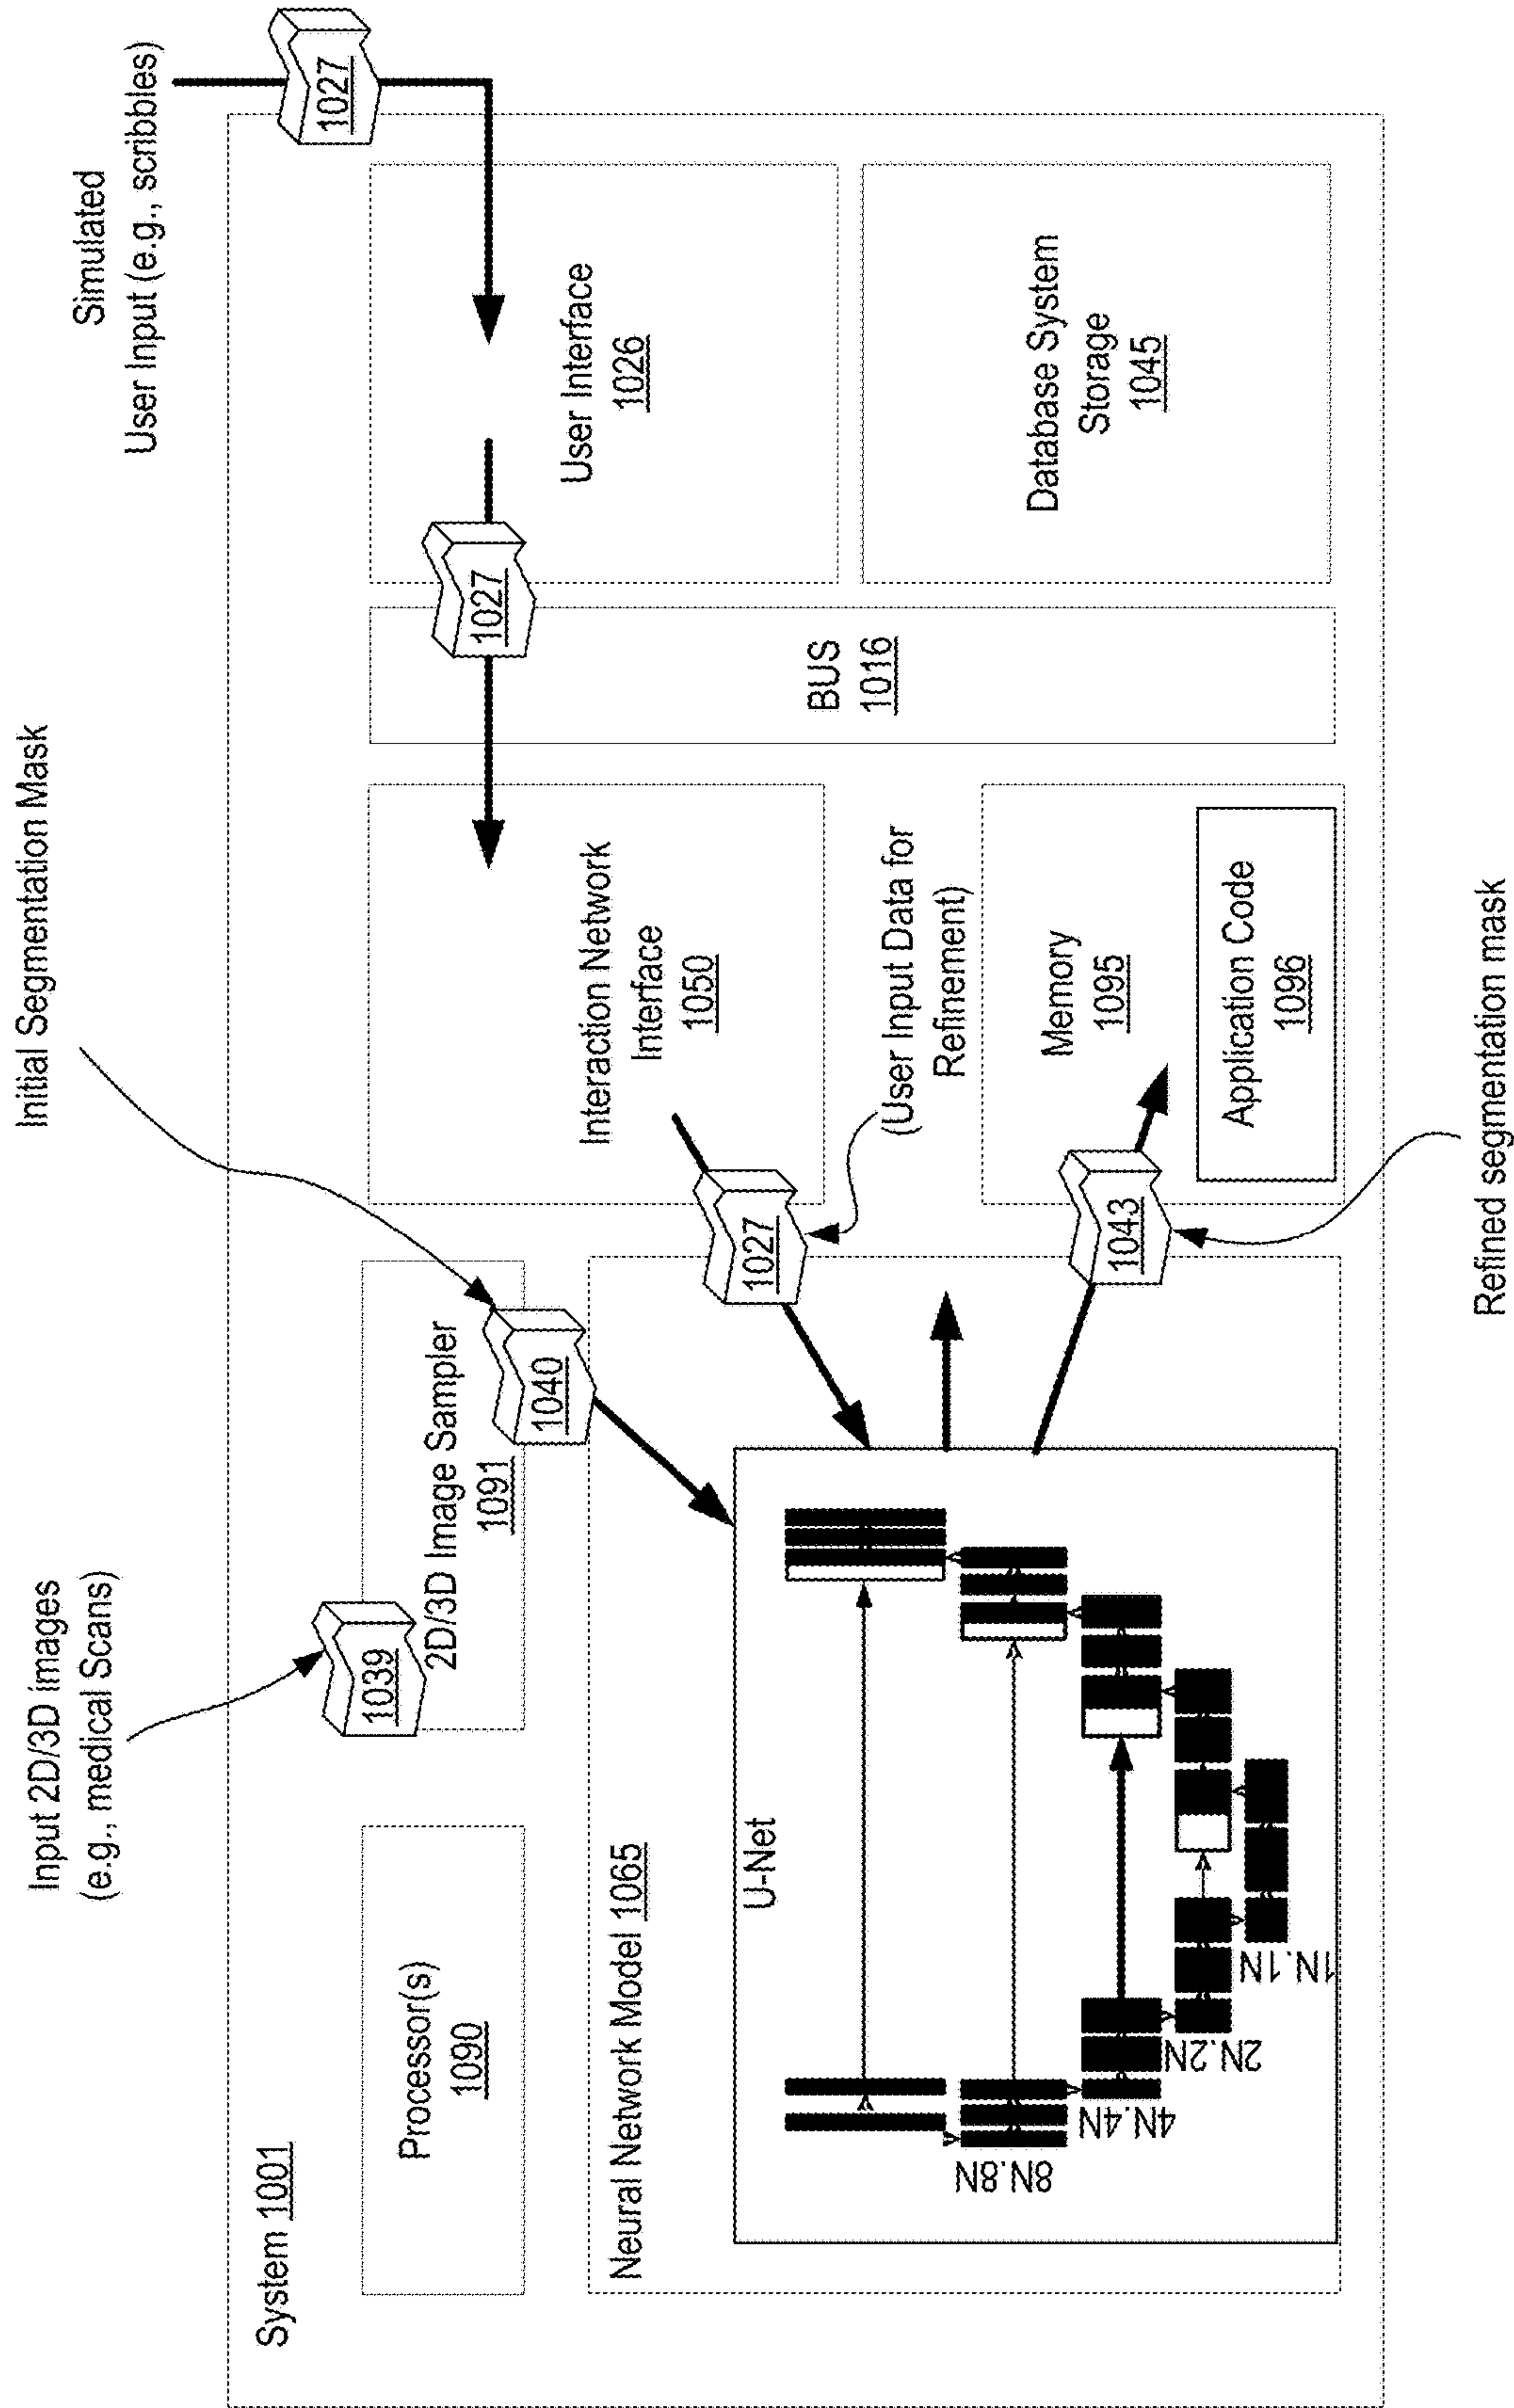 Input 2D/3D images
(e.g., medical Scans)
Initial Segmentation Mask
Simulated
User Input (e.g., scribbles)
1027
System 1001
Processor(s)
1090
1039
2D/3D Image Sampler
1091
1040
Interaction Network
Interface
1050
1027
User Interface
1026
BUS
1016
Database System
Storage
1045
Neural Network Model 1065
U-Net
8N.8N
4N.4N
2N.2N
1N.1N
1027
(User Input Data for
Refinement)
1043
Memory
1095
Application Code
1096
Refined segmentation mask